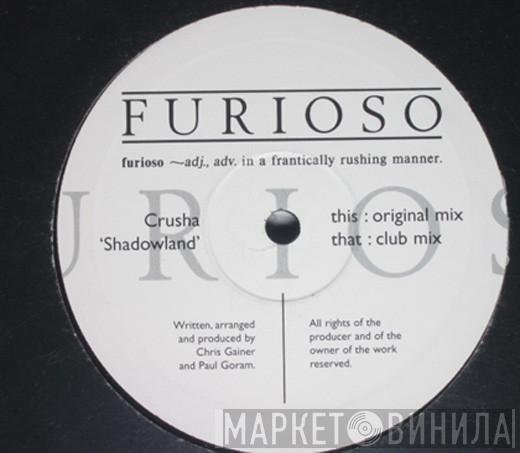 FURIOSO
furioso ~adj., adv. in a frantically rushing manner.
URIOS
Crusha
'Shadowland'
this : original mix
that : club mix
Written, arranged
and produced by
Chris Gainer
and Paul Goram.
All rights of the
producer and of the
owner of the work
reserved.
МАРКЕТ ВИНИЛА